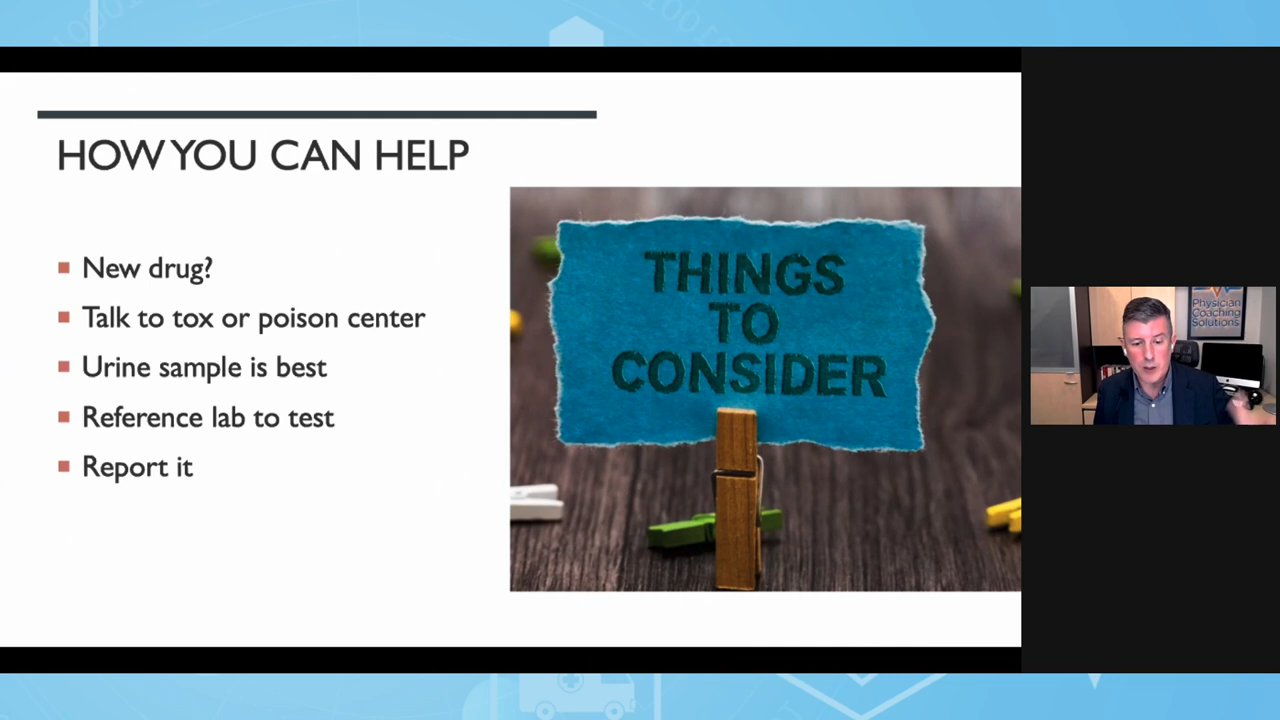 HOW YOU CAN HELP
New drug?
Talk to tox or poison center
Urine sample is best
Reference lab to test
Report it
THINGS
TO
CONSIDER
Physician
Coaching
Solutions